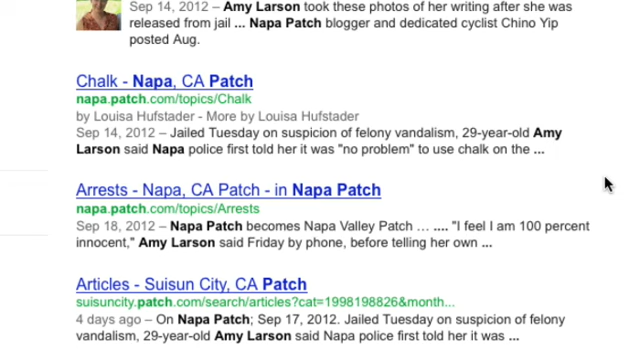 Sep 14, 2012 – Amy Larson took these photos of her writing after she was
released from jail ... Napa Patch blogger and dedicated cyclist Chino Yip
posted Aug.
Chalk - Napa, CA Patch
napa.patch.com/topics/Chalk
by Louisa Hufstader - More by Louisa Hufstader
Sep 14, 2012 – Jailed Tuesday on suspicion of felony vandalism, 29-year-old Amy
Larson said Napa police first told her it was "no problem" to use chalk on the ...
Arrests - Napa, CA Patch - in Napa Patch
napa.patch.com/topics/Arrests
Sep 18, 2012 – Napa Patch becomes Napa Valley Patch … .... "I feel I am 100 percent
innocent," Amy Larson said Friday by phone, before telling her own ...
Articles - Suisun City, CA Patch
suisuncity.patch.com/search/articles?cat=1998198826&month...
4 days ago – On Napa Patch; Sep 17, 2012. Jailed Tuesday on suspicion of felony
vandalism, 29-year-old Amy Larson said Napa police first told her it was ...